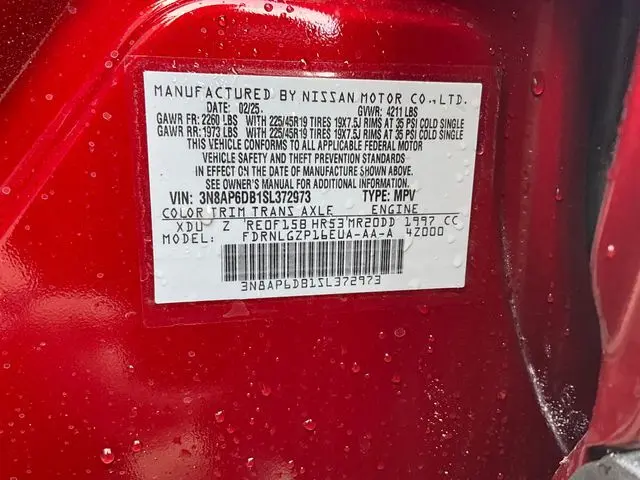 MANUFACTURED BY NISSAN MOTOR CO.,LTD.
DATE: 02/25. GVWR: 4211 LBS
GAWR FR: 2260 LBS WITH 225/45R19 TIRES 19X7.5J RIMS AT 35 PSI COLD SINGLE
GAWR RR: 1973 LBS WITH 225/45R19 TIRES 19X7.5J RIMS AT 35 PSI COLD SINGLE
THIS VEHICLE CONFORMS TO ALL APPLICABLE FEDERAL MOTOR
VEHICLE SAFETY AND THEFT PREVENTION STANDARDS
IN EFFECT ON THE DATE OF MANUFACTURE SHOWN ABOVE.
SEE OWNER'S MANUAL FOR ADDITIONAL INFORMATION.
VIN: 3N8AP6DB1SL372973 TYPE: MPV
COLOR TRIM TRANS AXLE ENGINE
XDU Z RE0F15B HR53 MR20DD 1997 CC
MODEL: FDRNLGZP16EUA-AA-A 42000
3N8AP6DB1SL372973